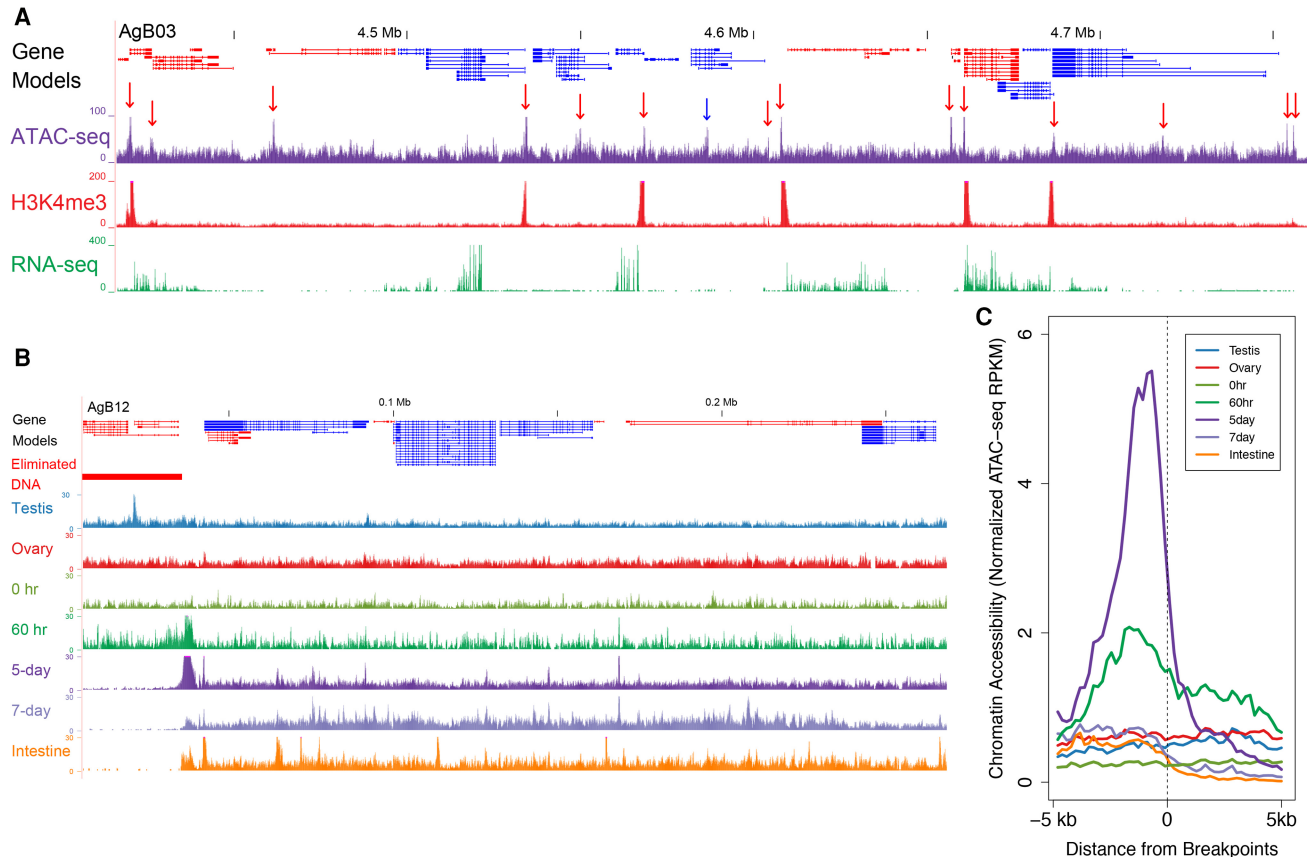 A
AgB03
4.5 Mb
4.6 Mb
4.7 Mb
Gene
Models
100
ATAC-seq
0
200
H3K4me3
0
400
RNA-seq
0
B
AgB12
0.1 Mb
0.2 Mb
Gene
Models
Eliminated
DNA
30
Testis
0
30
Ovary
0
30
0 hr
0
30
60 hr
0
30
5-day
0
30
7-day
0
30
Intestine
0
C
Chromatin Accessibility (Normalized ATAC−seq RPKM)
6
4
2
0
Testis
Ovary
0hr
60hr
5day
7day
Intestine
−5 kb
0
5kb
Distance from Breakpoints